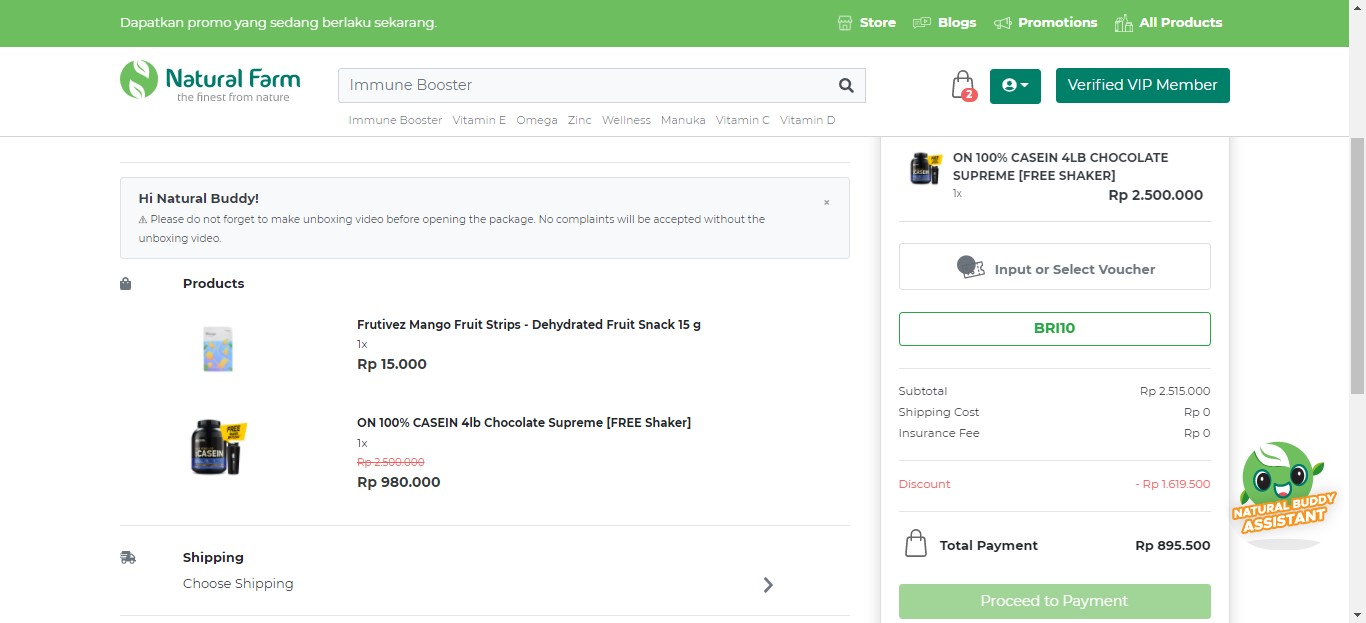 Dapatkan promo yang sedang berlaku sekarang.
Store
Blogs
Promotions
All Products
Natural Farm
the finest from nature
Immune Booster
2
Verified VIP Member
Immune Booster Vitamin E Omega Zinc Wellness Manuka Vitamin C Vitamin D
Hi Natural Buddy!
⚠ Please do not forget to make unboxing video before opening the package. No complaints will be accepted without the
unboxing video.
×
Products
Frutivez Mango Fruit Strips - Dehydrated Fruit Snack 15 g
1x
Rp 15.000
FREE
CASEIN
ON 100% CASEIN 4lb Chocolate Supreme [FREE Shaker]
1x
Rp 2.500.000
Rp 980.000
Shipping
Choose Shipping
ON 100% CASEIN 4LB CHOCOLATE
SUPREME [FREE SHAKER]
1x
Rp 2.500.000
Input or Select Voucher
BRI10
Subtotal Rp 2.515.000
Shipping Cost Rp 0
Insurance Fee Rp 0
Discount - Rp 1.619.500
Total Payment Rp 895.500
Proceed to Payment
NATURAL BUDDY
ASSISTANT